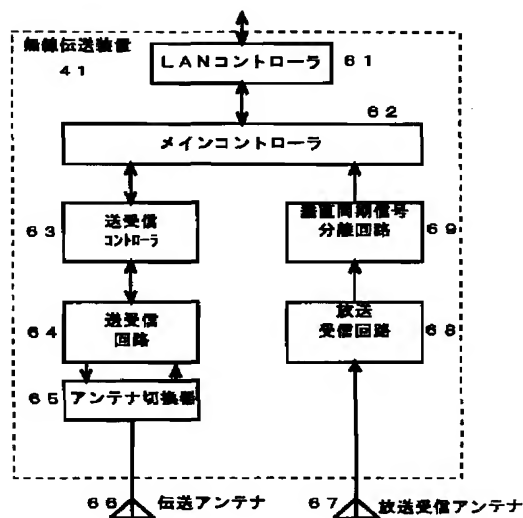 無線伝送装置
41
LANコントローラ
61
62
メインコントローラ
63
送受信
コントローラ
垂直同期信号
分離回路
69
64
送受信
回路
放送
受信回路
68
65
アンテナ切換器
66
伝送アンテナ
67
放送受信アンテナ